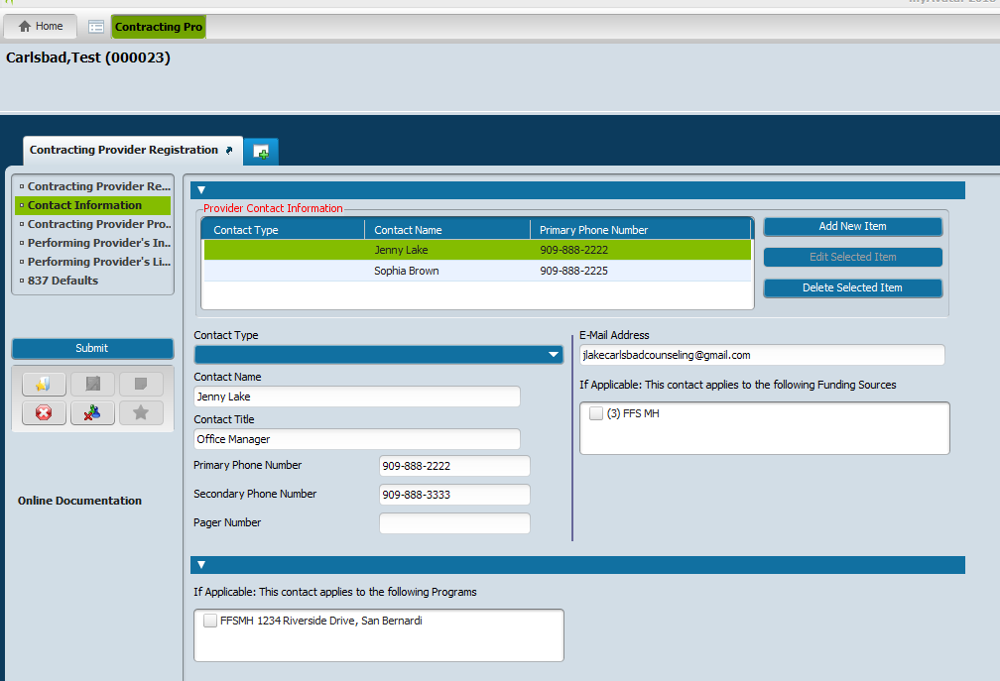 Home
Contracting Pro
Carlsbad,Test (000023)
Contracting Provider Registration
Contracting Provider Re...
Contact Information
Contracting Provider Pro..
Performing Provider's In..
Performing Provider's Li...
837 Defaults
Submit
Online Documentation
Provider Contact Information
Contact Type Contact Name Primary Phone Number
Jenny Lake 909-888-2222
Sophia Brown 909-888-2225
Add New Item
Edit Selected Item
Delete Selected Item
Contact Type
Contact Name
Jenny Lake
Contact Title
Office Manager
Primary Phone Number 909-888-2222
Secondary Phone Number 909-888-3333
Pager Number
E-Mail Address
jlakecarlsbadcounseling@gmail.com
If Applicable: This contact applies to the following Funding Sources
(3) FFS MH
If Applicable: This contact applies to the following Programs
FFSMH 1234 Riverside Drive, San Bernardi